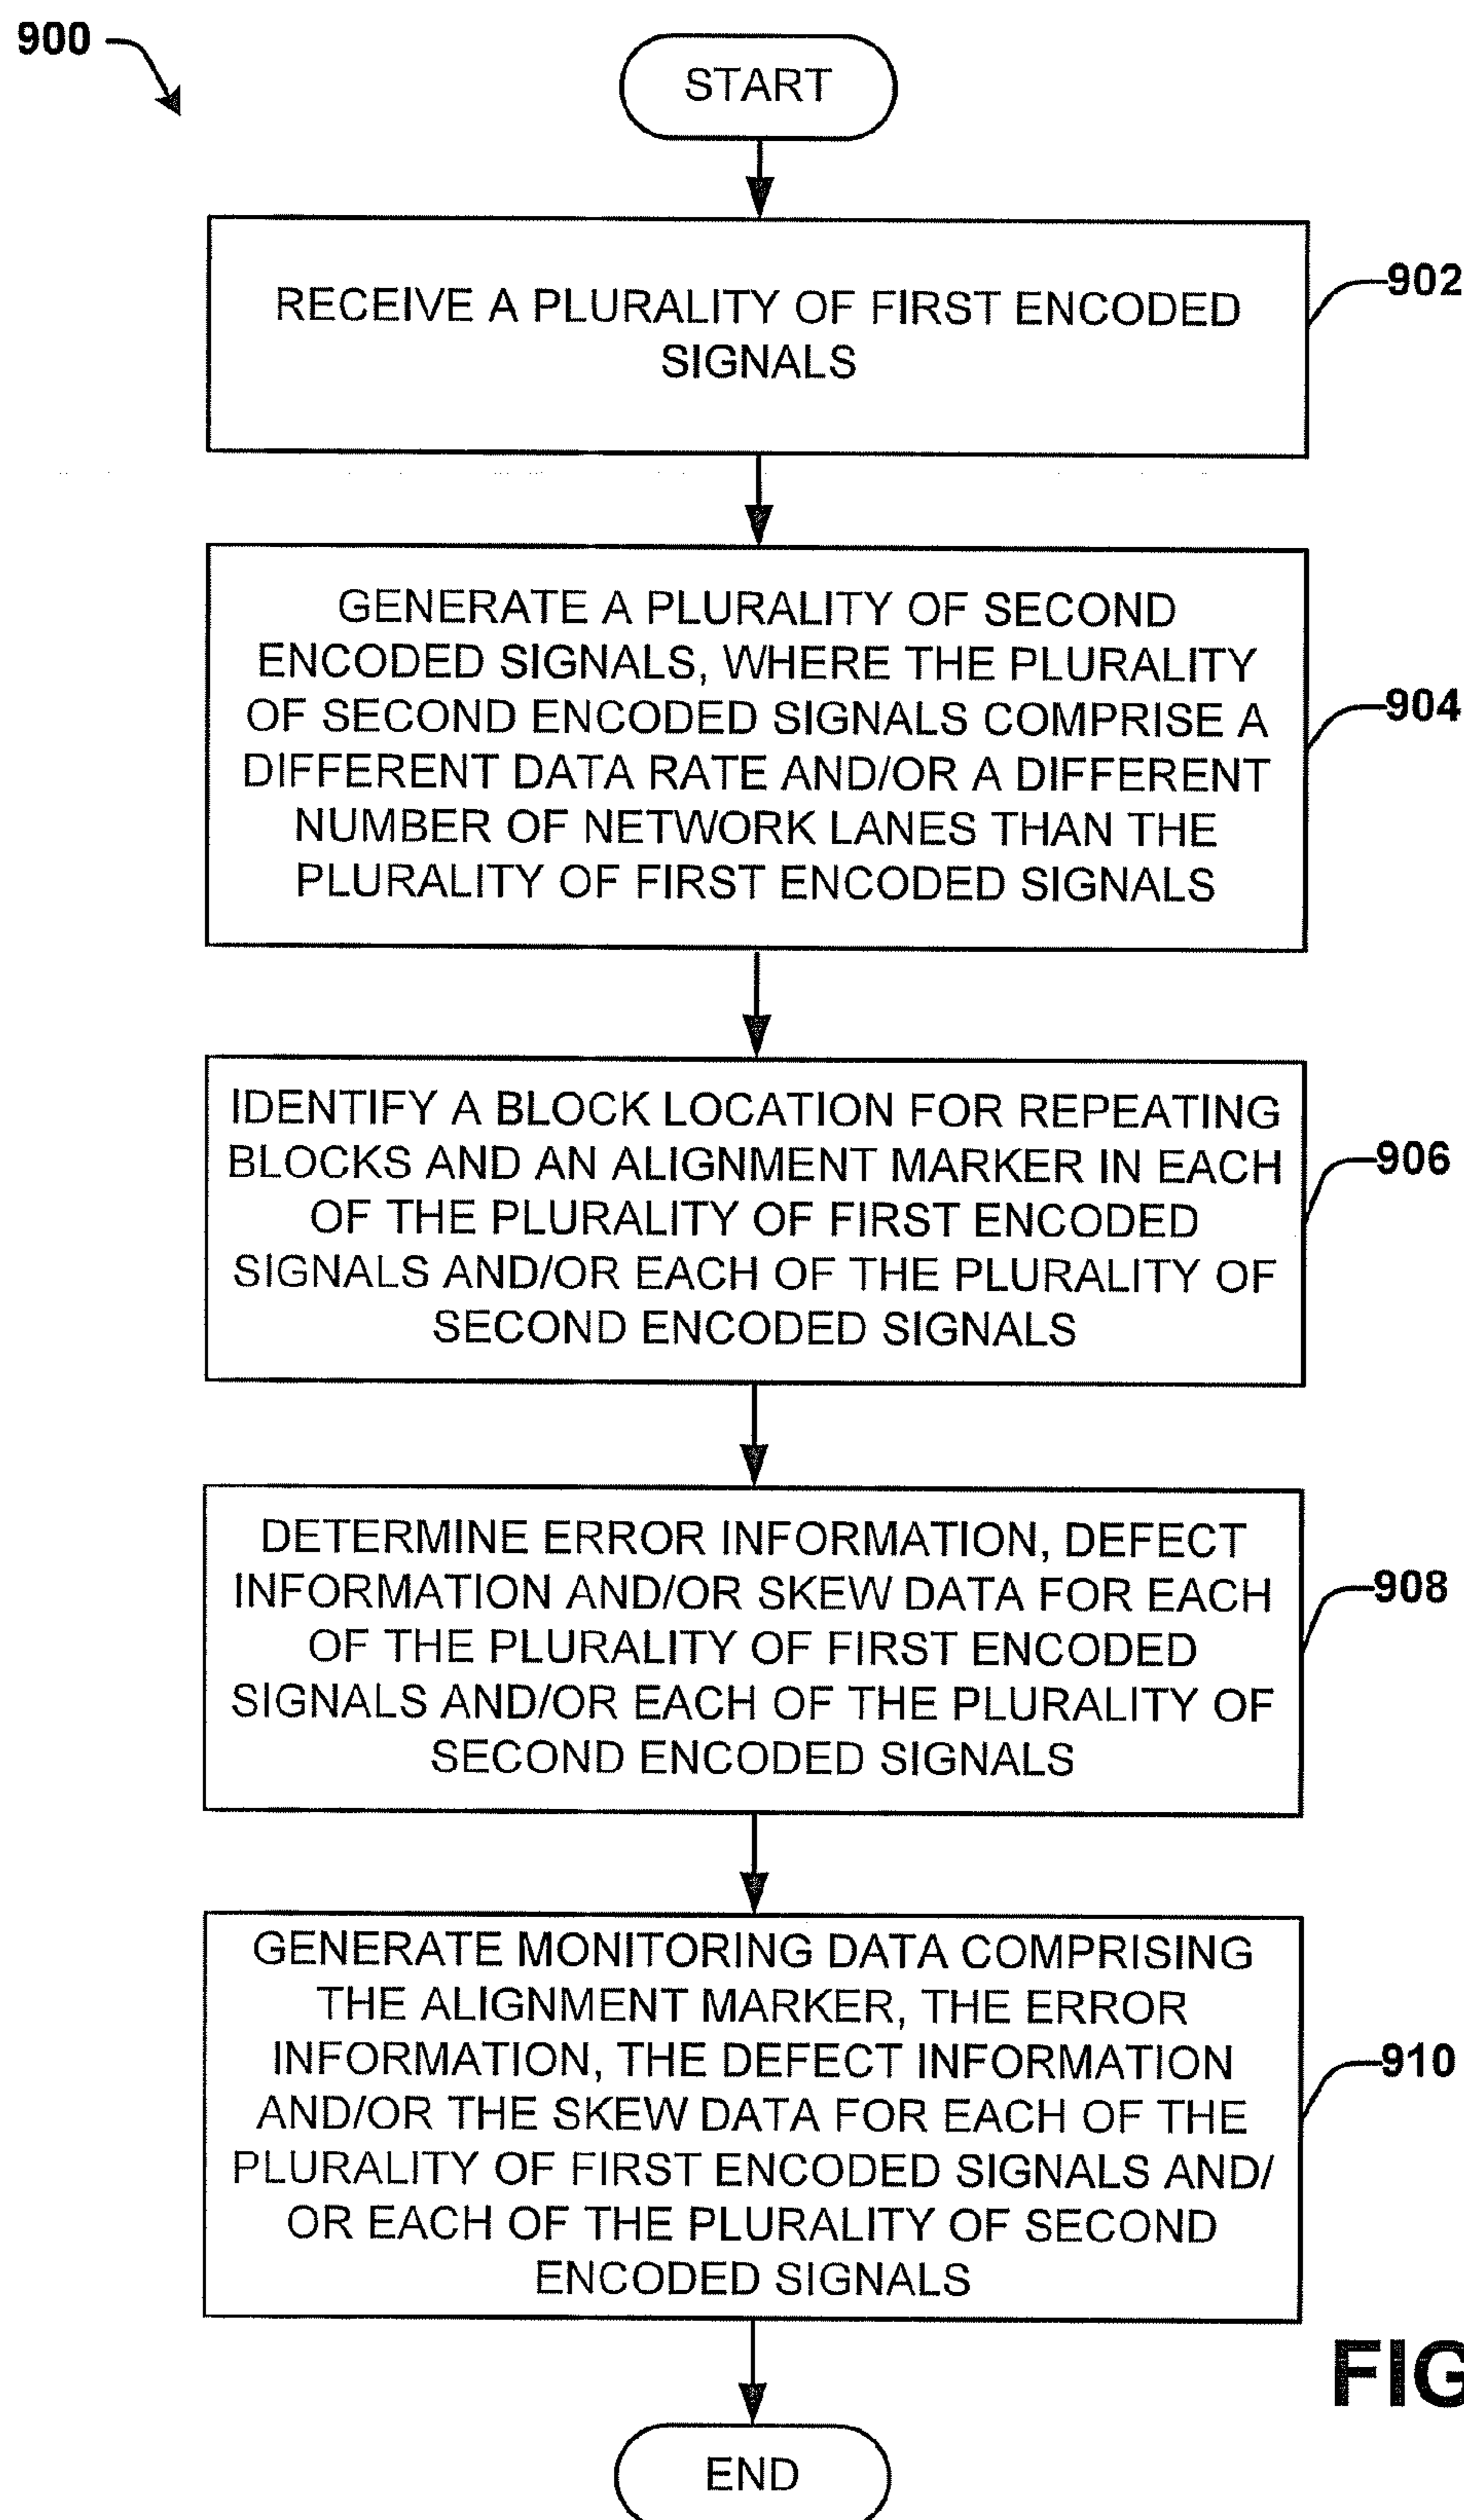 900
START
RECEIVE A PLURALITY OF FIRST ENCODED
SIGNALS
902
GENERATE A PLURALITY OF SECOND
ENCODED SIGNALS, WHERE THE PLURALITY
OF SECOND ENCODED SIGNALS COMPRISE A
DIFFERENT DATA RATE AND/OR A DIFFERENT
NUMBER OF NETWORK LANES THAN THE
PLURALITY OF FIRST ENCODED SIGNALS
904
IDENTIFY A BLOCK LOCATION FOR REPEATING
BLOCKS AND AN ALIGNMENT MARKER IN EACH
OF THE PLURALITY OF FIRST ENCODED
SIGNALS AND/OR EACH OF THE PLURALITY OF
SECOND ENCODED SIGNALS
906
DETERMINE ERROR INFORMATION, DEFECT
INFORMATION AND/OR SKEW DATA FOR EACH
OF THE PLURALITY OF FIRST ENCODED
SIGNALS AND/OR EACH OF THE PLURALITY OF
SECOND ENCODED SIGNALS
908
GENERATE MONITORING DATA COMPRISING
THE ALIGNMENT MARKER, THE ERROR
INFORMATION, THE DEFECT INFORMATION
AND/OR THE SKEW DATA FOR EACH OF THE
PLURALITY OF FIRST ENCODED SIGNALS AND/
OR EACH OF THE PLURALITY OF SECOND
ENCODED SIGNALS
910
FIG
END